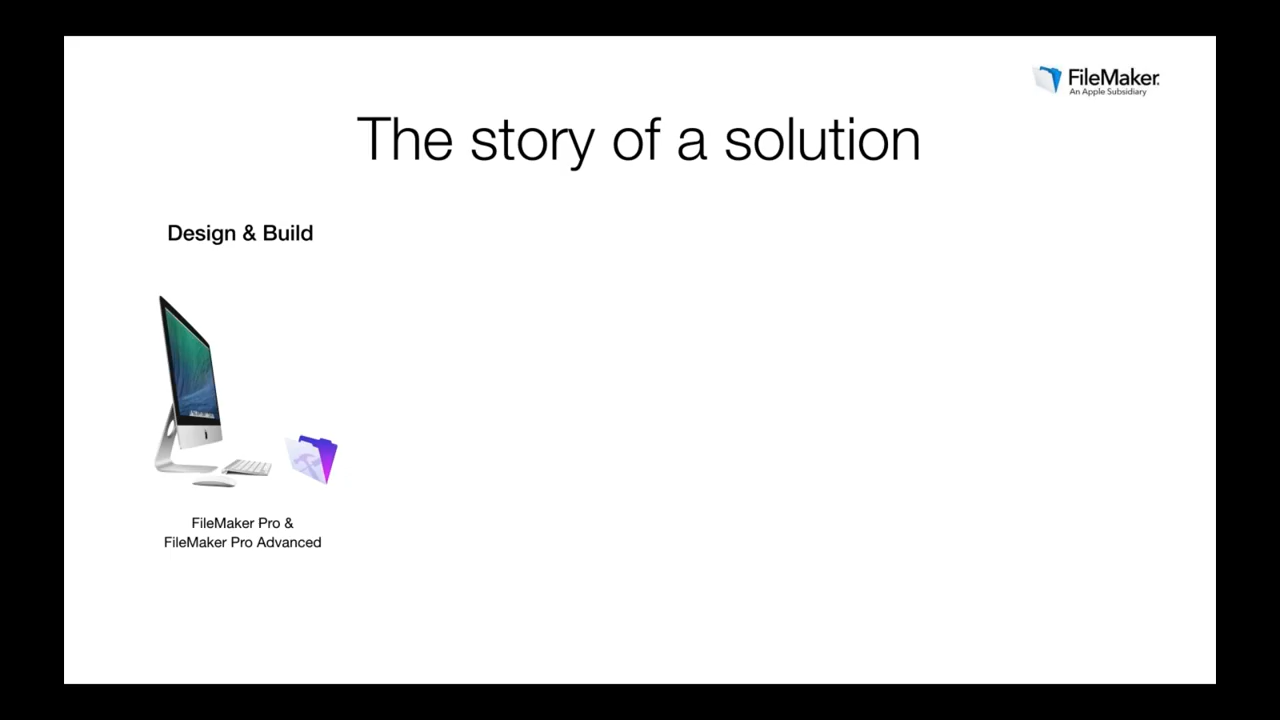 FileMaker.
An Apple Subsidiary
The story of a solution
Design & Build
FileMaker Pro &
FileMaker Pro Advanced